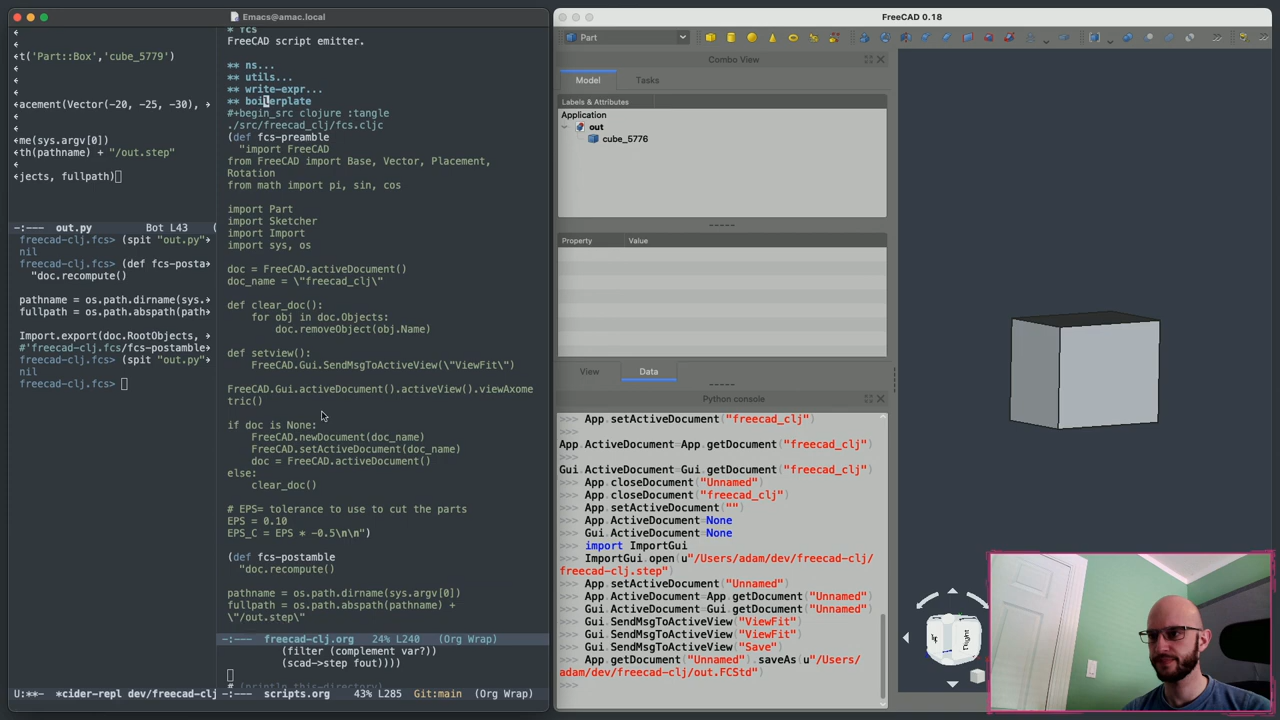 Emacs@amac.local
t('Part::Box','cube_5779')
acement(Vector(−20, −25, −30),
me(sys.argv[0])
th(pathname) + "/out.step"
jects, fullpath)
-:--- out.py Bot L43 (
freecad-clj.fcs> (spit "out.py"
nil
freecad-clj.fcs> (def fcs-posta
"doc.recompute()
pathname = os.path.dirname(sys.
fullpath = os.path.abspath(path
Import.export(doc.RootObjects,
#'freecad-clj.fcs/fcs-postamble
freecad-clj.fcs> (spit "out.py"
nil
freecad-clj.fcs>
U:**- *cider-repl dev/freecad-clj
* fcs
FreeCAD script emitter.
** ns...
** utils...
** write-expr...
** boilerplate
#+begin_src clojure :tangle
./src/freecad_clj/fcs.cljc
(def fcs-preamble
"import FreeCAD
from FreeCAD import Base, Vector, Placement,
Rotation
from math import pi, sin, cos
import Part
import Sketcher
import Import
import sys, os
doc = FreeCAD.activeDocument()
doc_name = \"freecad_clj\"
def clear_doc():
for obj in doc.Objects:
doc.removeObject(obj.Name)
def setview():
FreeCAD.Gui.SendMsgToActiveView(\"ViewFit\")
FreeCAD.Gui.activeDocument().activeView().viewAxome
tric()
if doc is None:
FreeCAD.newDocument(doc_name)
FreeCAD.setActiveDocument(doc_name)
doc = FreeCAD.activeDocument()
else:
clear_doc()
# EPS= tolerance to use to cut the parts
EPS = 0.10
EPS_C = EPS * -0.5\n\n")
(def fcs-postamble
"doc.recompute()
pathname = os.path.dirname(sys.argv[0])
fullpath = os.path.abspath(pathname) +
\"/out.step\"
-:--- freecad-clj.org 24% L240 (Org Wrap)
(filter (complement var?))
(scad->step fout))))
# (println this-directory)
-:--- scripts.org 43% L285 Git:main (Org Wrap)
FreeCAD 0.18
Part
Combo View
Model Tasks
Labels & Attributes
Application
out
cube_5776
Property Value
View Data
Python console
>>> App.setActiveDocument("freecad_clj")
>>>
App.ActiveDocument=App.getDocument("freecad_clj")
>>>
Gui.ActiveDocument=Gui.getDocument("freecad_clj")
>>> App.closeDocument("Unnamed")
>>> App.closeDocument("freecad_clj")
>>> App.setActiveDocument("")
>>> App.ActiveDocument=None
>>> Gui.ActiveDocument=None
>>> import ImportGui
>>> ImportGui.open(u"/Users/adam/dev/freecad-clj/
freecad-clj.step")
>>> App.setActiveDocument("Unnamed")
>>> App.ActiveDocument=App.getDocument("Unnamed")
>>> Gui.ActiveDocument=Gui.getDocument("Unnamed")
>>> Gui.SendMsgToActiveView("ViewFit")
>>> Gui.SendMsgToActiveView("ViewFit")
>>> Gui.SendMsgToActiveView("Save")
>>> App.getDocument("Unnamed").saveAs(u"/Users/
adam/dev/freecad-clj/out.FCStd")
>>>
Right